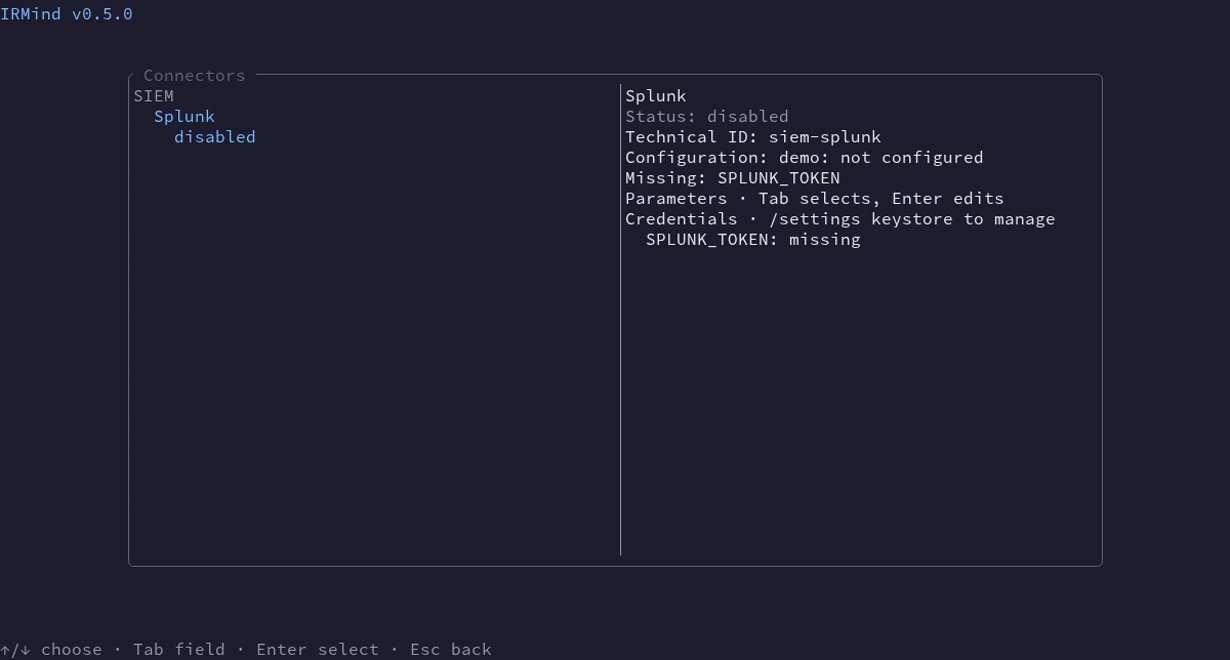 IRMind v0.5.0
Connectors
SIEM
Splunk
disabled
Splunk
Status: disabled
Technical ID: siem-splunk
Configuration: demo: not configured
Missing: SPLUNK_TOKEN
Parameters · Tab selects, Enter edits
Credentials · /settings keystore to manage
SPLUNK_TOKEN: missing
↑/↓ choose · Tab field · Enter select · Esc back